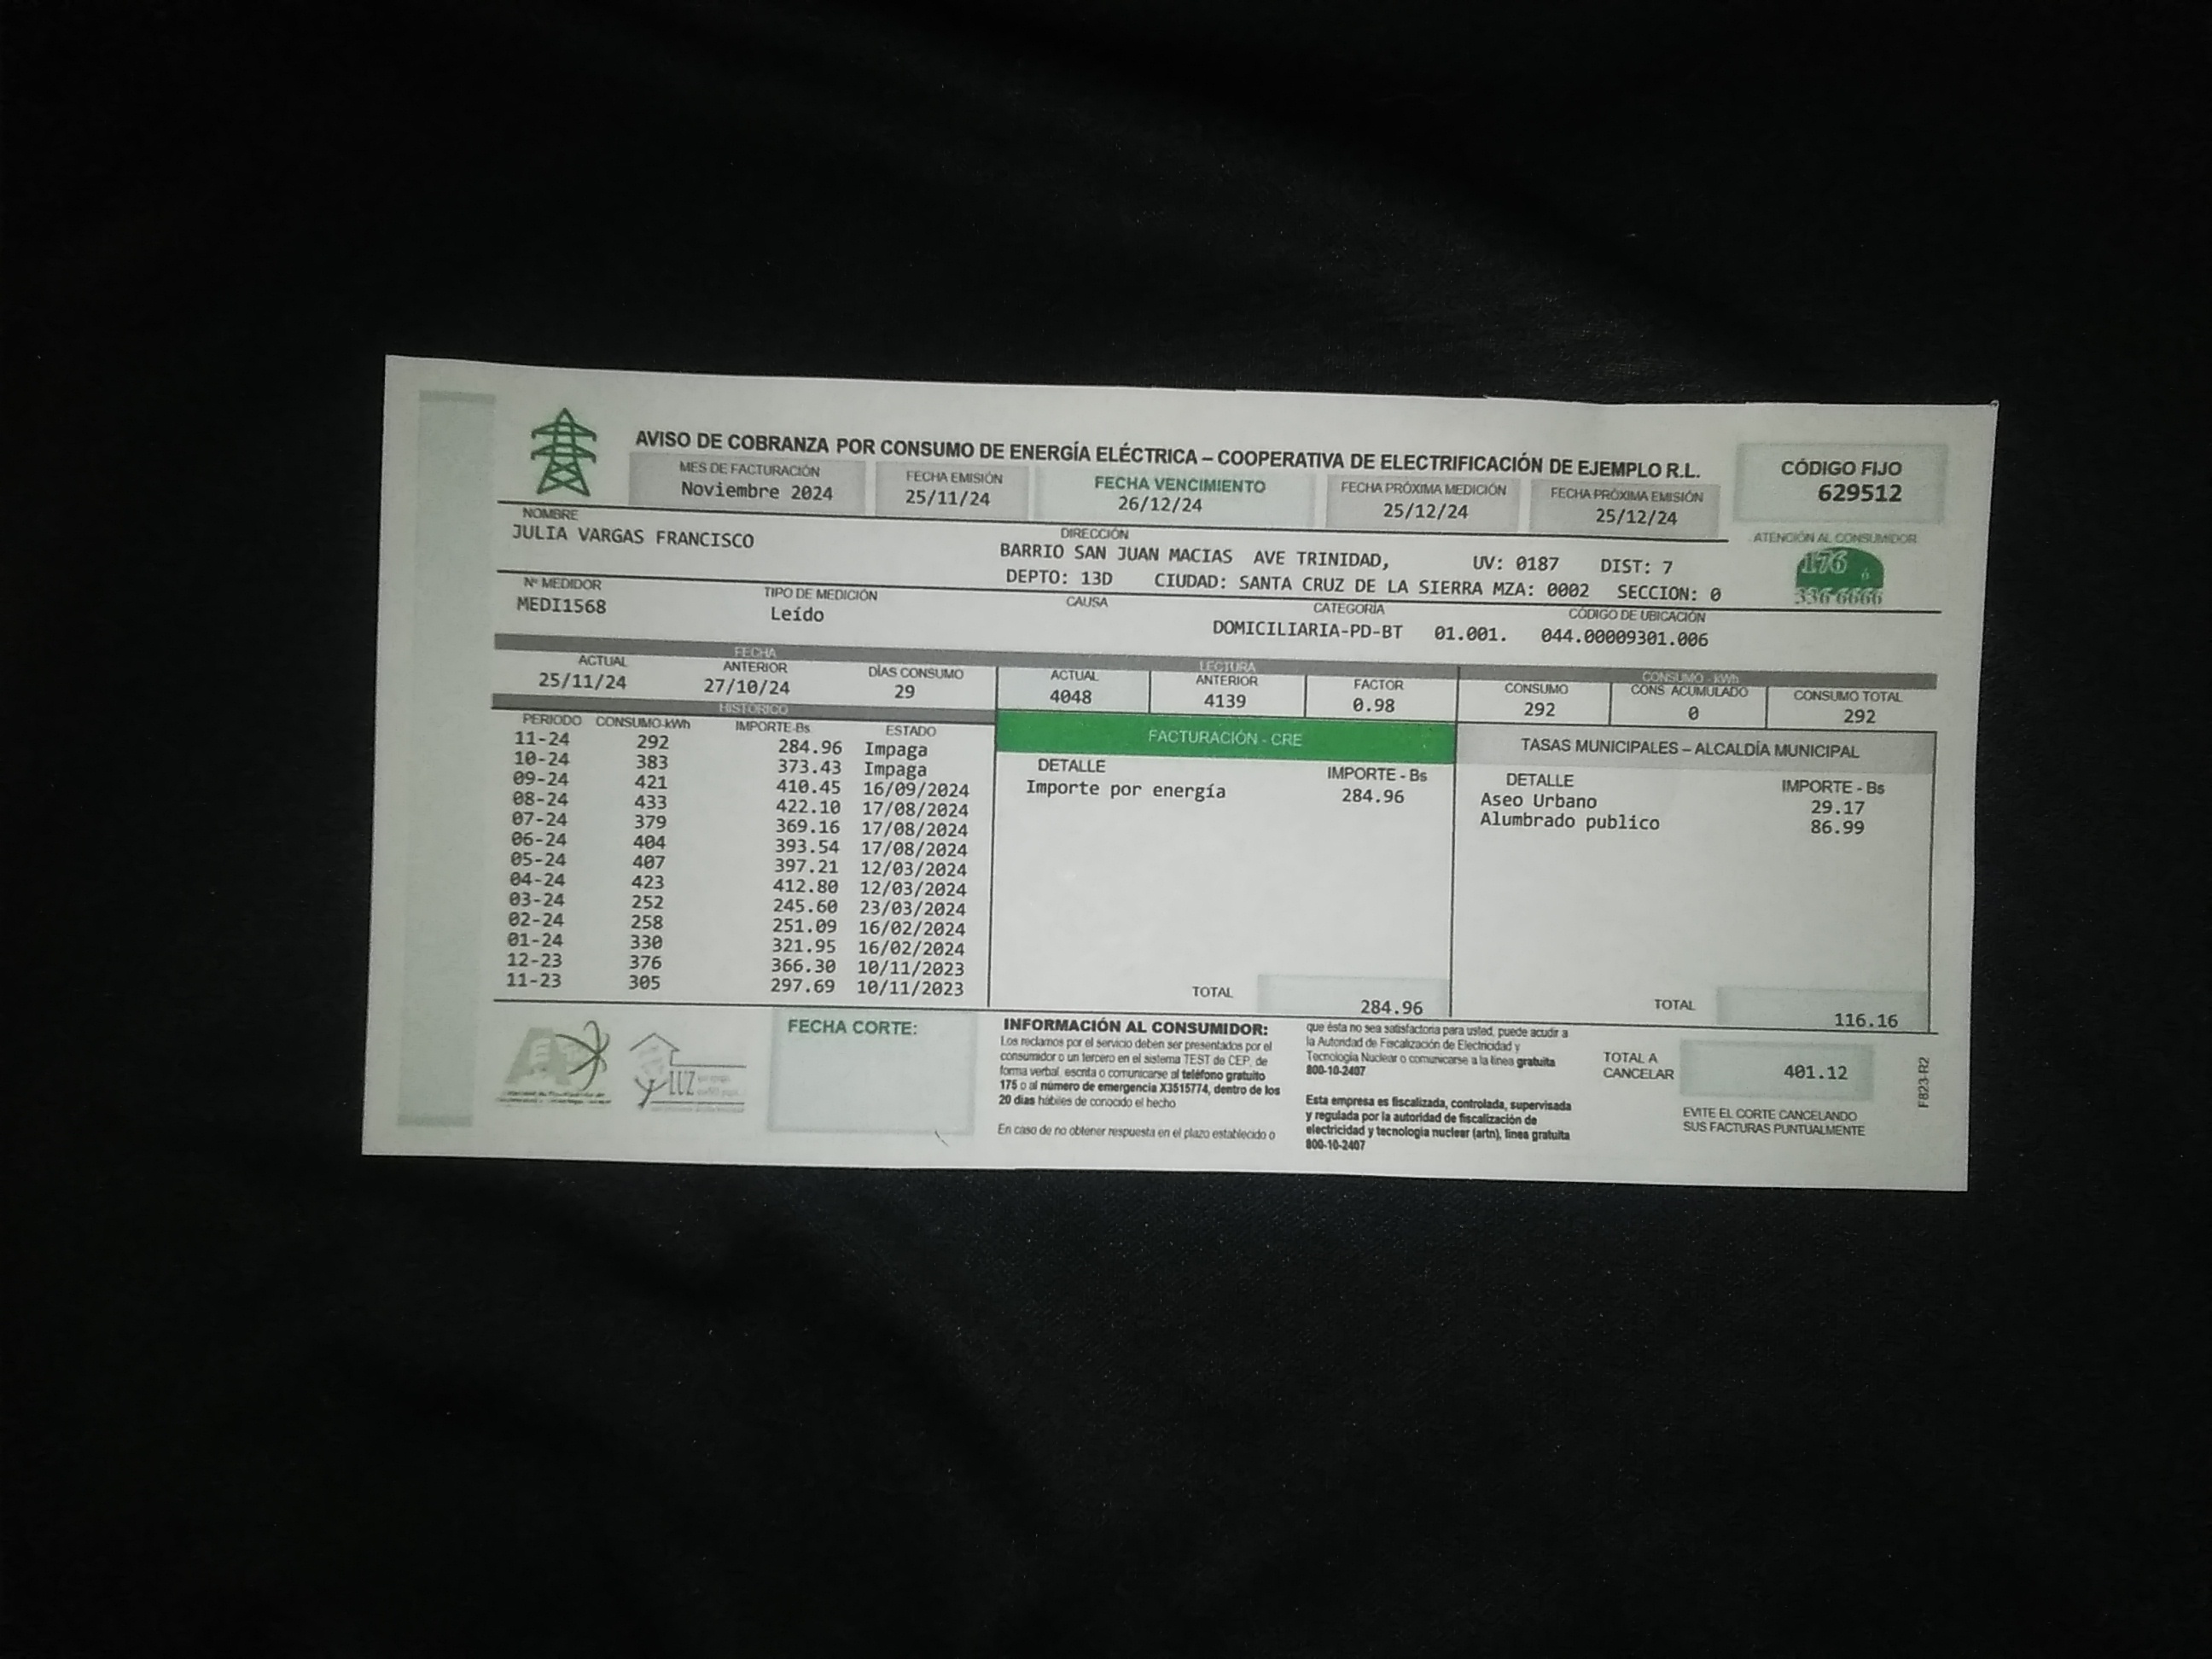 AVISO DE COBRANZA POR CONSUMO DE ENERGÍA ELÉCTRICA – COOPERATIVA DE ELECTRIFICACIÓN DE EJEMPLO R.L.
MES DE FACTURACIÓN FECHA EMISIÓN FECHA VENCIMIENTO FECHA PRÓXIMA MEDICIÓN FECHA PRÓXIMA EMISIÓN CÓDIGO FIJO
Noviembre 2024 25/11/24 26/12/24 25/12/24 25/12/24 629512
NOMBRE DIRECCIÓN ATENCIÓN AL CONSUMIDOR
JULIA VARGAS FRANCISCO BARRIO SAN JUAN MACIAS AVE TRINIDAD, UV: 0187 DIST: 7 176 ó
DEPTO: 13D CIUDAD: SANTA CRUZ DE LA SIERRA MZA: 0002 SECCION: 0 336 6666
Nº MEDIDOR TIPO DE MEDICIÓN CAUSA CATEGORÍA CÓDIGO DE UBICACIÓN
MEDI1568 Leído DOMICILIARIA-PD-BT 01.001. 044.00009301.006
FECHA LECTURA CONSUMO - kWh
ACTUAL ANTERIOR DÍAS CONSUMO ACTUAL ANTERIOR FACTOR CONSUMO CONS ACUMULADO CONSUMO TOTAL
25/11/24 27/10/24 29 4048 4139 0.98 292 0 292
HISTÓRICO
PERIODO CONSUMO-kWh IMPORTE-Bs ESTADO
11-24 292 284.96 Impaga
10-24 383 373.43 Impaga
09-24 421 410.45 16/09/2024
08-24 433 422.10 17/08/2024
07-24 379 369.16 17/08/2024
06-24 404 393.54 17/08/2024
05-24 407 397.21 12/03/2024
04-24 423 412.80 12/03/2024
03-24 252 245.60 23/03/2024
02-24 258 251.09 16/02/2024
01-24 330 321.95 16/02/2024
12-23 376 366.30 10/11/2023
11-23 305 297.69 10/11/2023
FACTURACIÓN - CRE
DETALLE IMPORTE - Bs
Importe por energía 284.96
TOTAL 284.96
TASAS MUNICIPALES – ALCALDÍA MUNICIPAL
DETALLE IMPORTE - Bs
Aseo Urbano 29.17
Alumbrado publico 86.99
TOTAL 116.16
LUZ
FECHA CORTE:
INFORMACIÓN AL CONSUMIDOR:
Los reclamos por el servicio deben ser presentados por el
consumidor o un tercero en el sistema TEST de CEP, de
forma verbal, escrita o comunicarse al teléfono gratuito
175 o al número de emergencia X3515774, dentro de los
20 días hábiles de conocido el hecho
En caso de no obtener respuesta en el plazo establecido o
que ésta no sea satisfactoria para usted, puede acudir a
la Autoridad de Fiscalización de Electricidad y
Tecnología Nuclear o comunicarse a la línea gratuita
800-10-2407
Esta empresa es fiscalizada, controlada, supervisada
y regulada por la autoridad de fiscalización de
electricidad y tecnología nuclear (artn), línea gratuita
800-10-2407
TOTAL A
CANCELAR 401.12
EVITE EL CORTE CANCELANDO
SUS FACTURAS PUNTUALMENTE
F823-R2